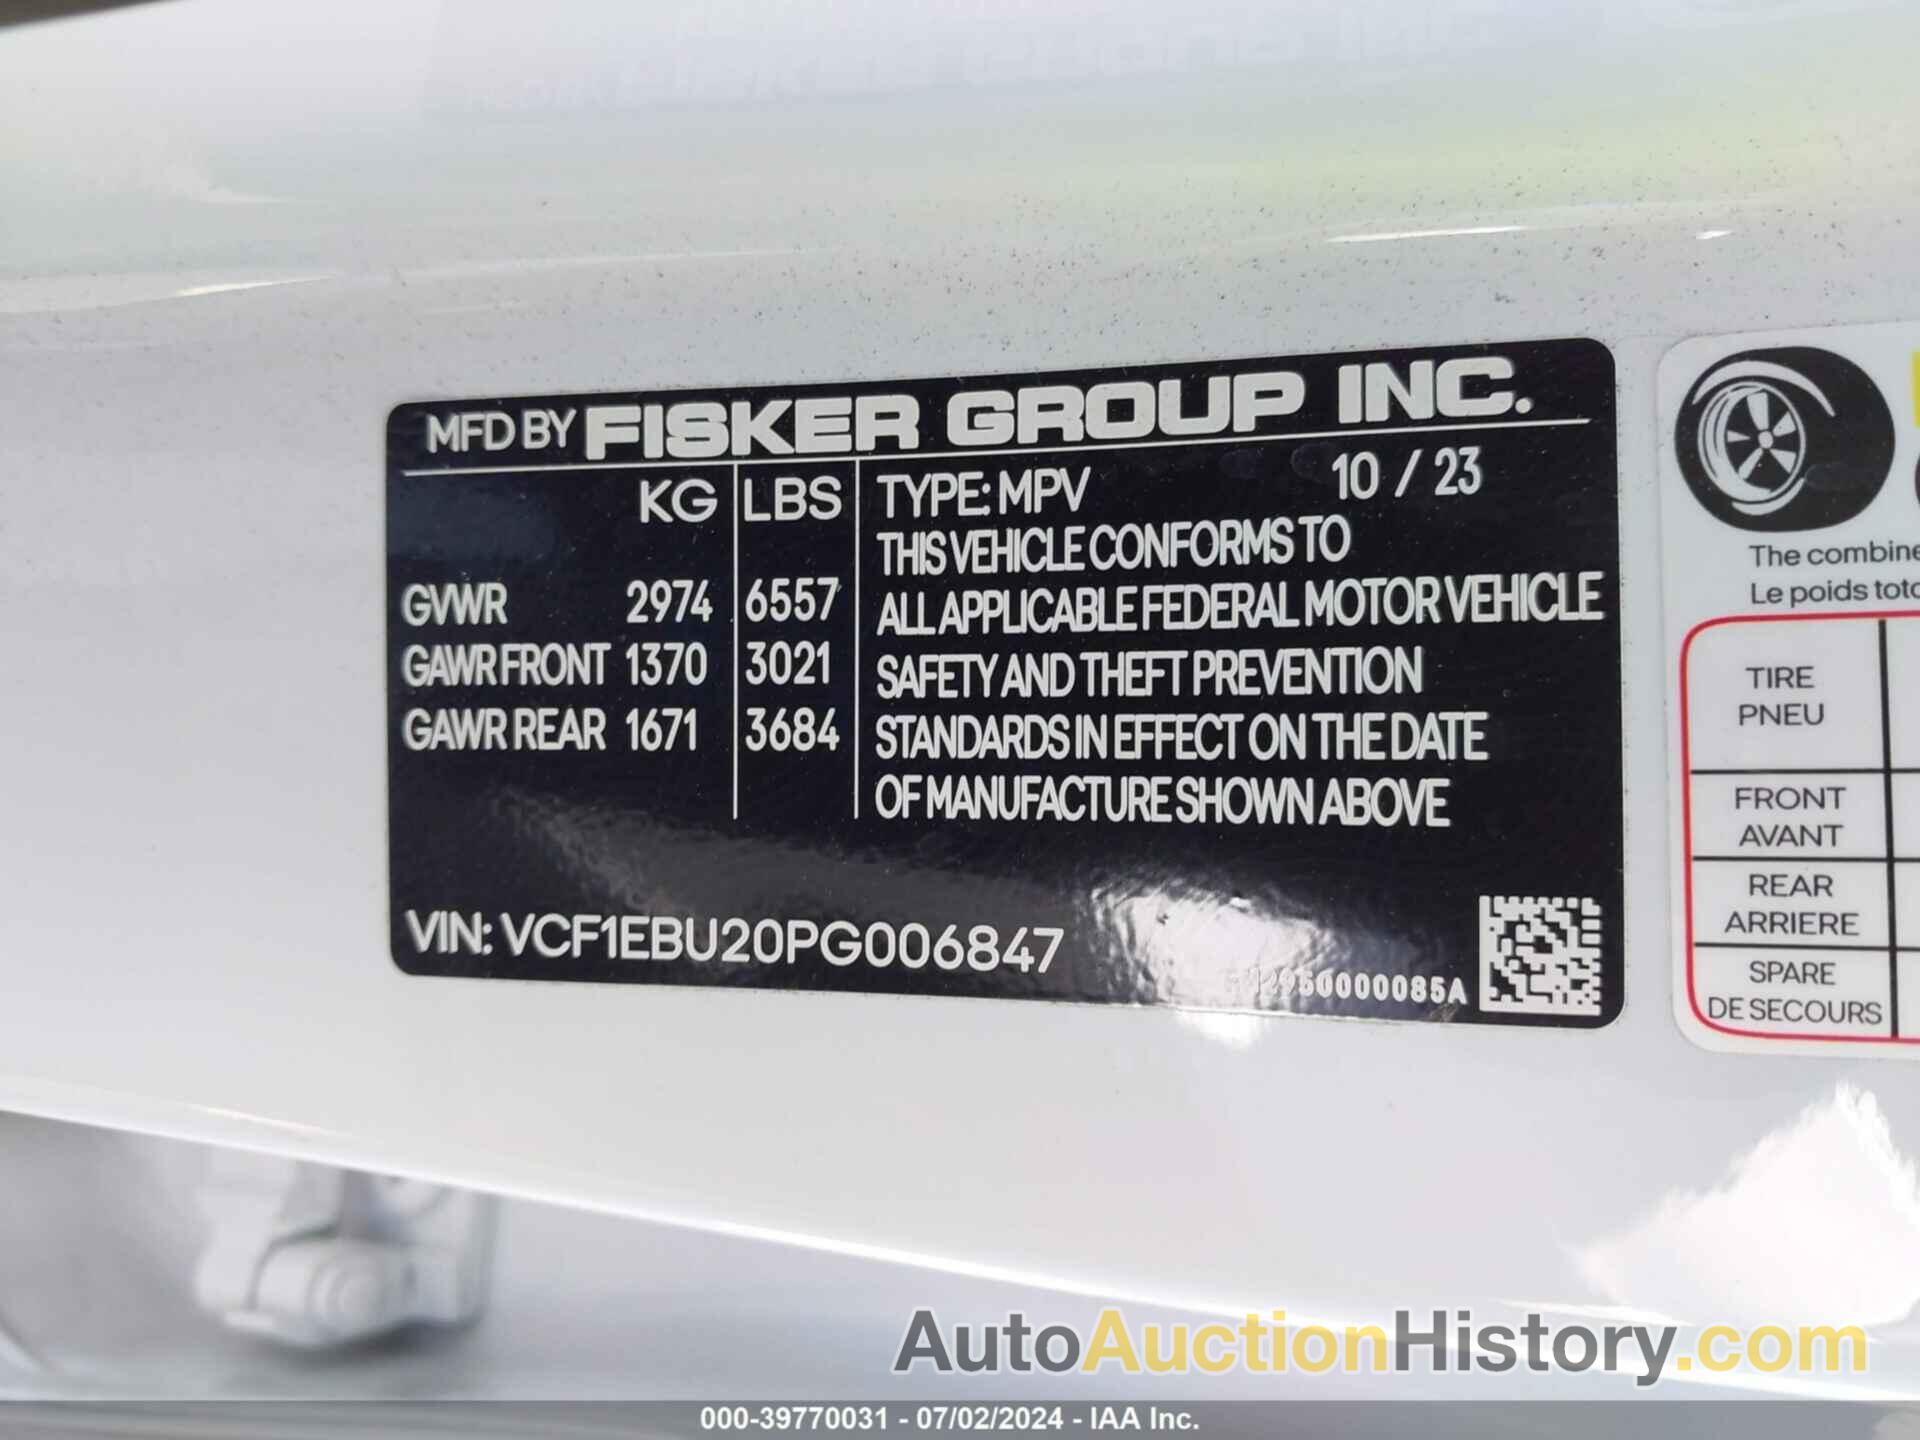 MFD BY FISKER GROUP INC.
KG LBS TYPE: MPV 10 / 23
THIS VEHICLE CONFORMS TO
GVWR 2974 6557 ALL APPLICABLE FEDERAL MOTOR VEHICLE
GAWR FRONT 1370 3021 SAFETY AND THEFT PREVENTION
GAWR REAR 1671 3684 STANDARDS IN EFFECT ON THE DATE
OF MANUFACTURE SHOWN ABOVE
VIN: VCF1EBU20PG006847
The combine
Le poids tota
TIRE
PNEU
FRONT
AVANT
REAR
ARRIERE
SPARE
DE SECOURS
AutoAuctionHistory.com
000-39770031 - 07/02/2024 - IAA Inc.